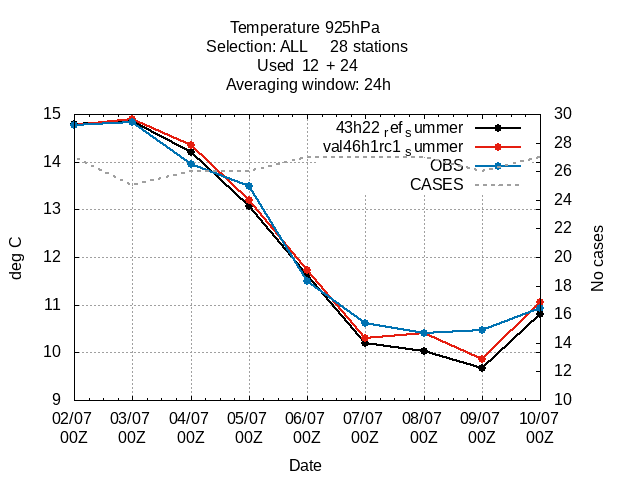 Temperature 925hPa
Selection: ALL 28 stations
Used 12 + 24
Averaging window: 24h
15
14
13
12
11
10
9
deg C
30
28
26
24
22
20
18
16
14
12
10
No cases
43h22 ref summer
val46h1rc1 summer
OBS
CASES
02/07 03/07 04/07 05/07 06/07 07/07 08/07 09/07 10/07
00Z 00Z 00Z 00Z 00Z 00Z 00Z 00Z 00Z
Date